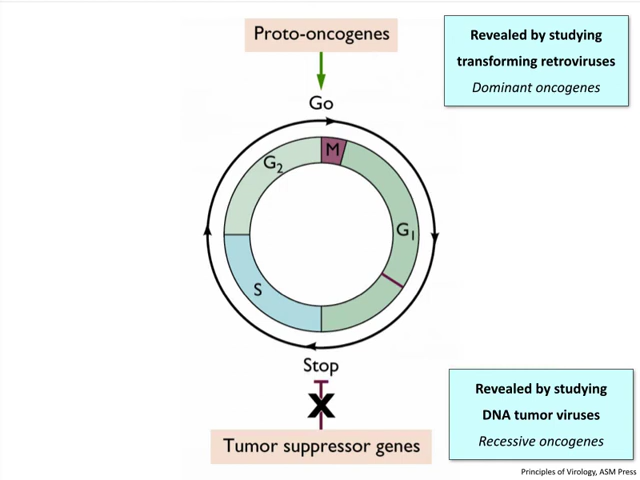 Proto-oncogenes
Revealed by studying
transforming retroviruses
Dominant oncogenes
Go
M
G2
G1
S
Stop
X
Revealed by studying
DNA tumor viruses
Recessive oncogenes
Tumor suppressor genes
Principles of Virology, ASM Press